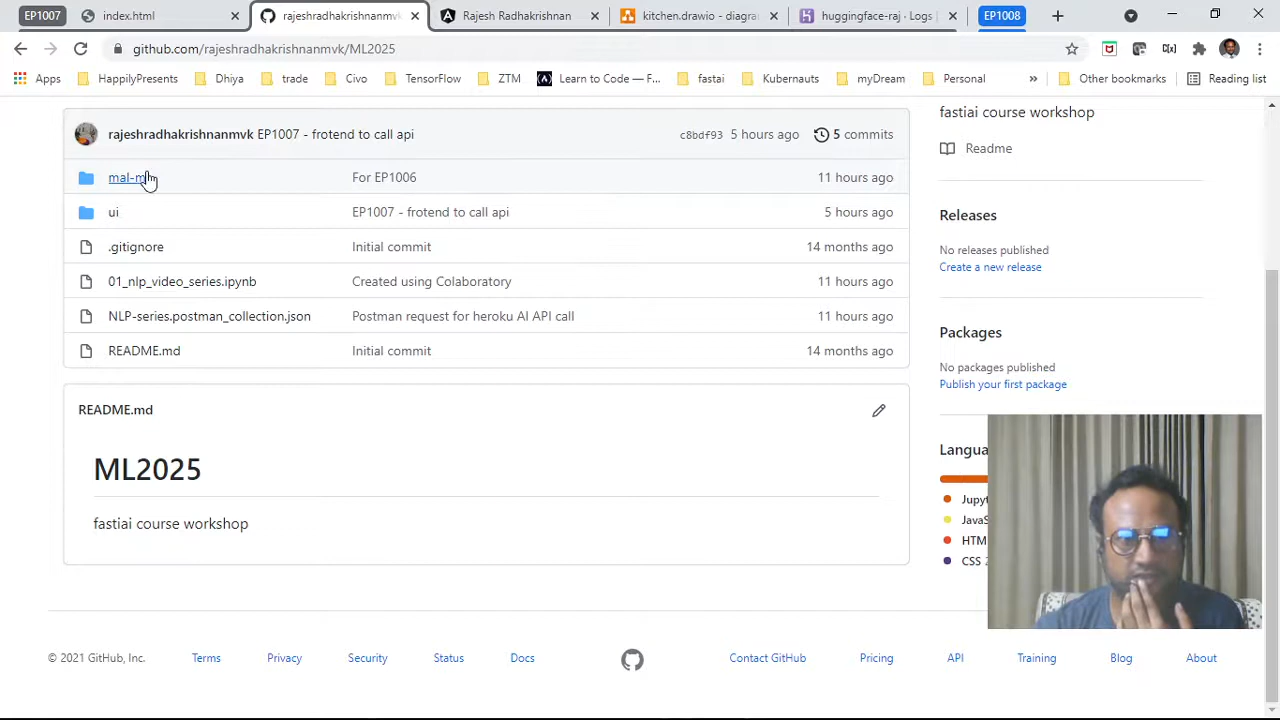 EP1007
index.html
rajeshradhakrishnanmvk
Rajesh Radhakrishnan
kitchen.drawio - diagra
huggingface-raj · Logs |
EP1008
github.com/rajeshradhakrishnanmvk/ML2025
Apps
HappilyPresents
Dhiya
trade
Civo
TensorFlow
ZTM
Learn to Code — F...
fastai
Kubernauts
myDream
Personal
»
Other bookmarks
Reading list
rajeshradhakrishnanmvk EP1007 - frotend to call api
c8bdf93 5 hours ago
5 commits
fastiai course workshop
Readme
mal-m
For EP1006
11 hours ago
ui
EP1007 - frotend to call api
5 hours ago
.gitignore
Initial commit
14 months ago
01_nlp_video_series.ipynb
Created using Colaboratory
11 hours ago
NLP-series.postman_collection.json
Postman request for heroku AI API call
11 hours ago
README.md
Initial commit
14 months ago
Releases
No releases published
Create a new release
Packages
No packages published
Publish your first package
README.md
ML2025
fastiai course workshop
Langua
Jupyt
JavaS
HTM
CSS 2
© 2021 GitHub, Inc.
Terms
Privacy
Security
Status
Docs
Contact GitHub
Pricing
API
Training
Blog
About